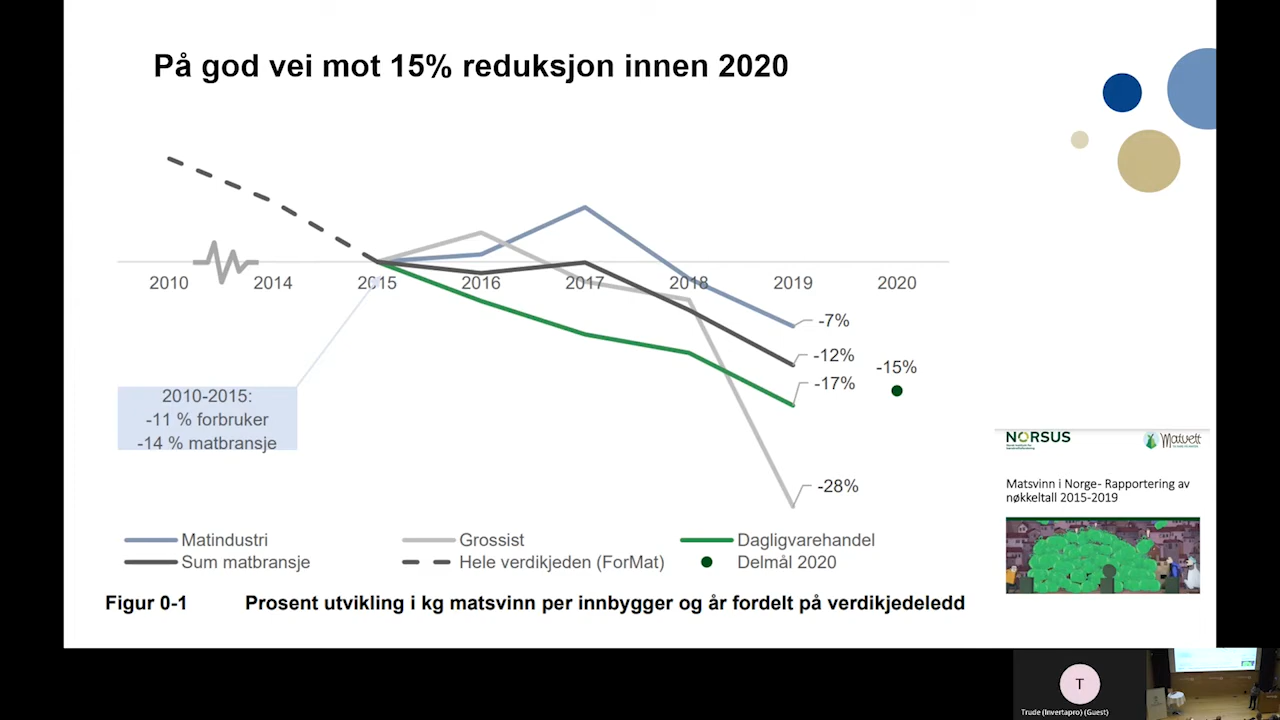 På god vei mot 15% reduksjon innen 2020
2010 2014 2015 2016 2017 2018 2019 2020
-7%
-12%
-15%
-17%
-28%
2010-2015:
-11 % forbruker
-14 % matbransje
NORSUS
Matvett
Matsvinn i Norge- Rapportering av
nøkkeltall 2015-2019
Matindustri Grossist Dagligvarehandel
Sum matbransje Hele verdikjeden (ForMat) Delmål 2020
Figur 0-1 Prosent utvikling i kg matsvinn per innbygger og år fordelt på verdikjedeledd
T
Trude (Invertapro) (Guest)